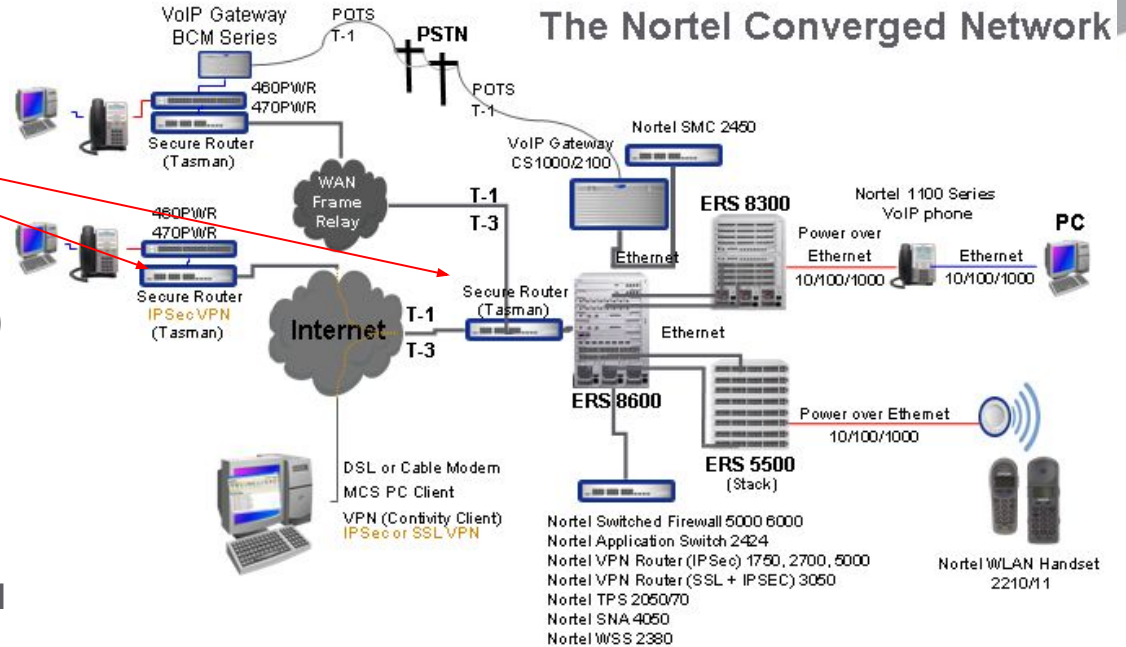 The Nortel Converged Network
VoIP Gateway
BCM Series
POTS
T-1
PSTN
POTS
T-1
460PWR
470PWR
Secure Router
(Tasman)
VoIP Gateway
CS1000/2100
Nortel SMC 2450
WAN
Frame
Relay
T-1
T-3
ERS 8300
Nortel 1100 Series
VoIP phone
PC
Power over
Ethernet
10/100/1000
Ethernet
10/100/1000
Ethernet
460PWR
470PWR
Secure Router
IPSec VPN
(Tasman)
Internet
T-1
T-3
Secure Router
(Tasman)
Ethernet
ERS 8600
Power over Ethernet
10/100/1000
ERS 5500
(Stack)
DSL or Cable Modem
MCS PC Client
VPN (Contivity Client)
IPSec or SSL VPN
Nortel Switched Firewall 5000 6000
Nortel Application Switch 2424
Nortel VPN Router (IPSec) 1750, 2700, 5000
Nortel VPN Router (SSL + IPSEC) 3050
Nortel TPS 2050/70
Nortel SNA 4050
Nortel WSS 2380
Nortel WLAN Handset
2210/11